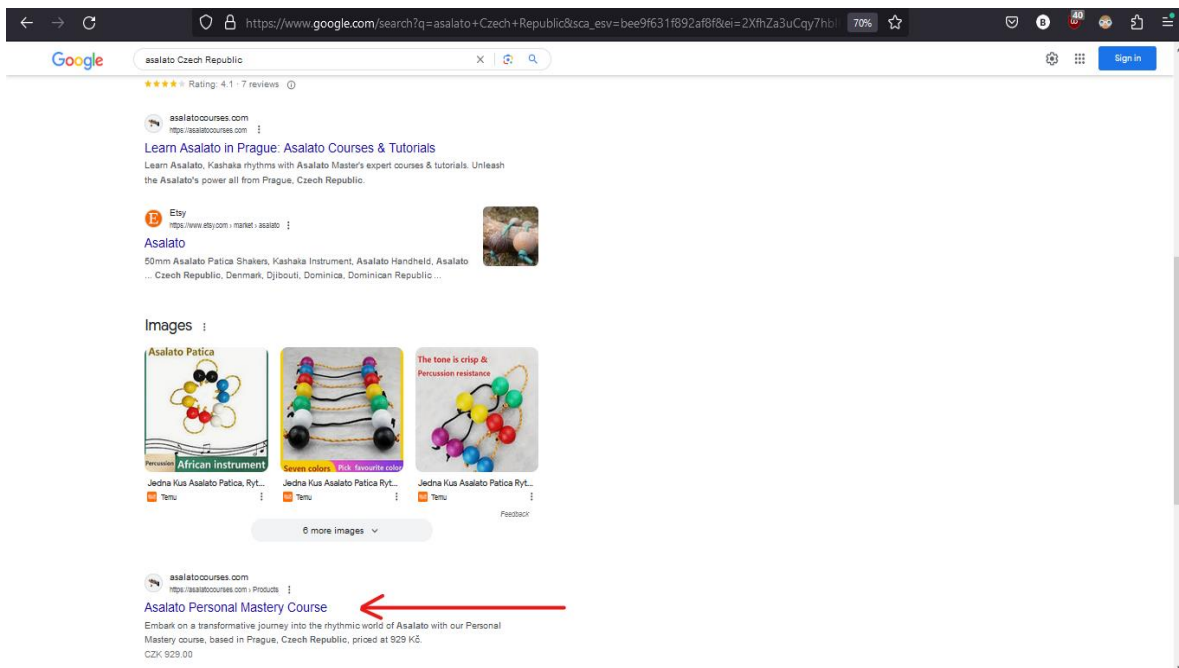 https://www.google.com/search?q=asalato+Czech+Republic&sca_esv=bee9f631f892af8f&ei=2XfhZa3uCqy7hbl
70%
B
40
Google
asalato Czech Republic
Sign in
Rating: 4.1 · 7 reviews
asalatocourses.com
https://asalatocourses.com
Learn Asalato in Prague: Asalato Courses & Tutorials
Learn Asalato, Kashaka rhythms with Asalato Master's expert courses & tutorials. Unleash
the Asalato's power all from Prague, Czech Republic.
E
Etsy
https://www.etsy.com › market › asalato
Asalato
50mm Asalato Patica Shakers, Kashaka Instrument, Asalato Handheld, Asalato
... Czech Republic, Denmark, Djibouti, Dominica, Dominican Republic ...
Images
Asalato Patica
Percussion African instrument
Seven colors Pick favourite color
The tone is crisp &
Percussion resistance
Jedna Kus Asalato Patica, Ryt...
Temu
Jedna Kus Asalato Patica Ryt...
Temu
Jedna Kus Asalato Patica Ryt...
Temu
Feedback
6 more images
asalatocourses.com
https://asalatocourses.com › Products
Asalato Personal Mastery Course
Embark on a transformative journey into the rhythmic world of Asalato with our Personal
Mastery course, based in Prague, Czech Republic, priced at 929 Kč.
CZK 929.00